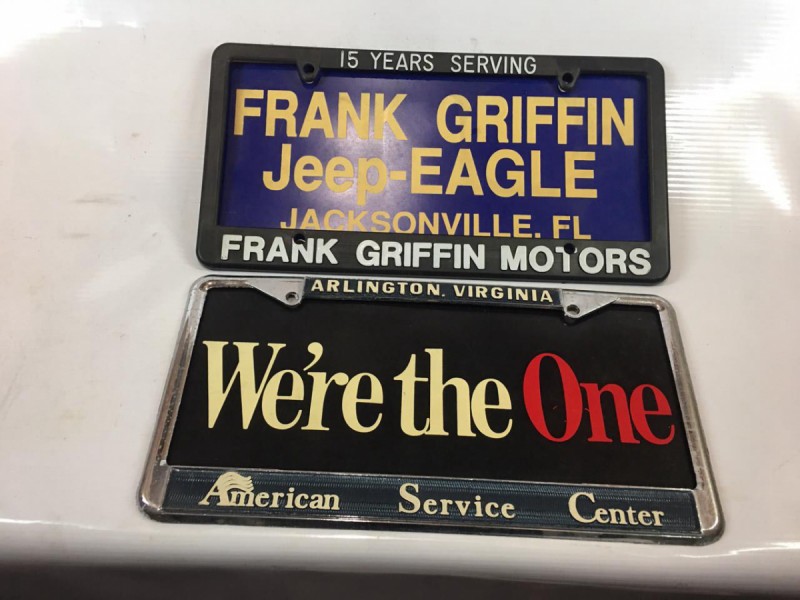 15 YEARS SERVING
FRANK GRIFFIN
Jeep-EAGLE
JACKSONVILLE, FL
FRANK GRIFFIN MOTORS
ARLINGTON, VIRGINIA
We're the One
American Service Center